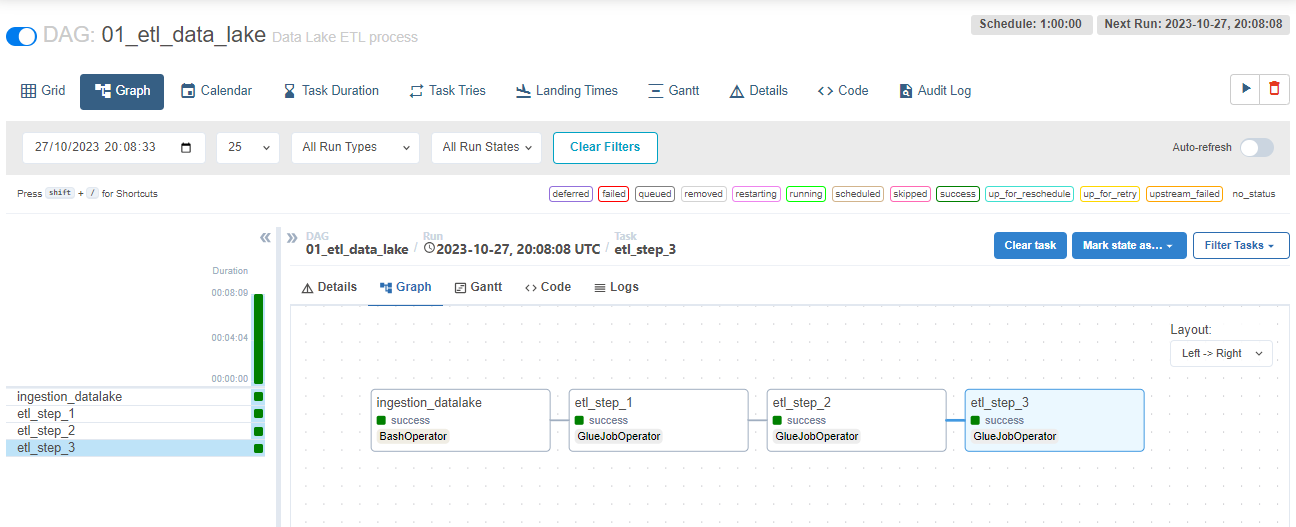 DAG: 01_etl_data_lake Data Lake ETL process
Schedule: 1:00:00 Next Run: 2023-10-27, 20:08:08
Grid Graph Calendar Task Duration Task Tries Landing Times Gantt Details Code Audit Log
27/10/2023 20:08:33 25 All Run Types All Run States Clear Filters Auto-refresh
Press shift + / for Shortcuts
deferred failed queued removed restarting running scheduled skipped success up_for_reschedule up_for_retry upstream_failed no_status
DAG Run Task
01_etl_data_lake / 2023-10-27, 20:08:08 UTC / etl_step_3
Clear task Mark state as... Filter Tasks
Details Graph Gantt Code Logs
Duration
00:08:09
00:04:04
00:00:00
ingestion_datalake
etl_step_1
etl_step_2
etl_step_3
Layout:
Left -> Right
ingestion_datalake
success
BashOperator
etl_step_1
success
GlueJobOperator
etl_step_2
success
GlueJobOperator
etl_step_3
success
GlueJobOperator